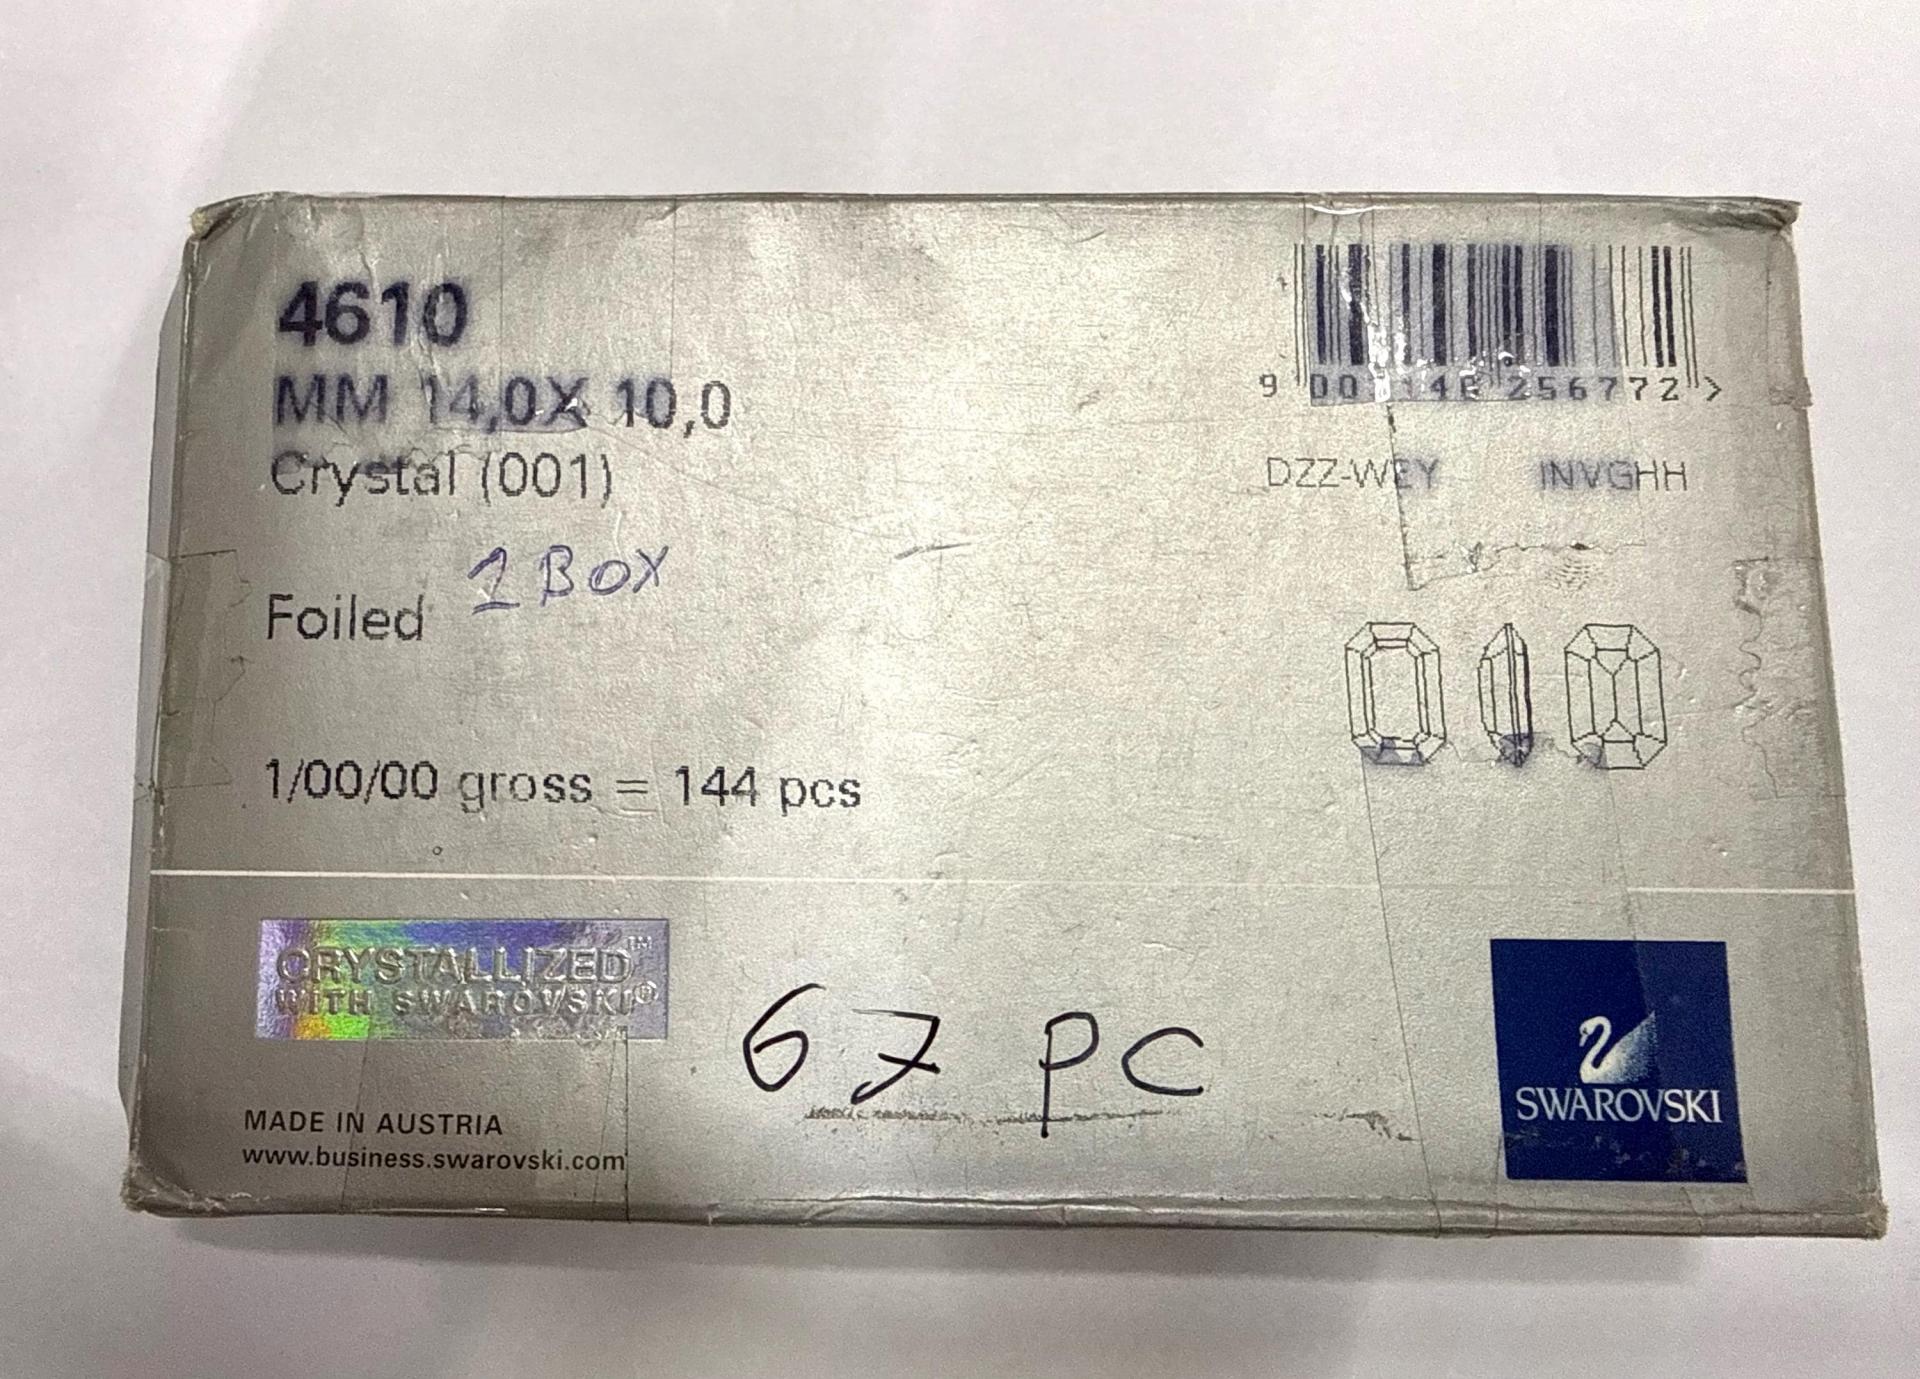 4610
MM 14,0X 10,0
Crystal (001)
1 BOX
Foiled
1/00/00 gross = 144 pcs
256772 >
DZZ-WEY INVGHH
CRYSTALLIZED™
WITH SWAROVSKI®
67 PC
MADE IN AUSTRIA
www.business.swarovski.com
SWAROVSKI